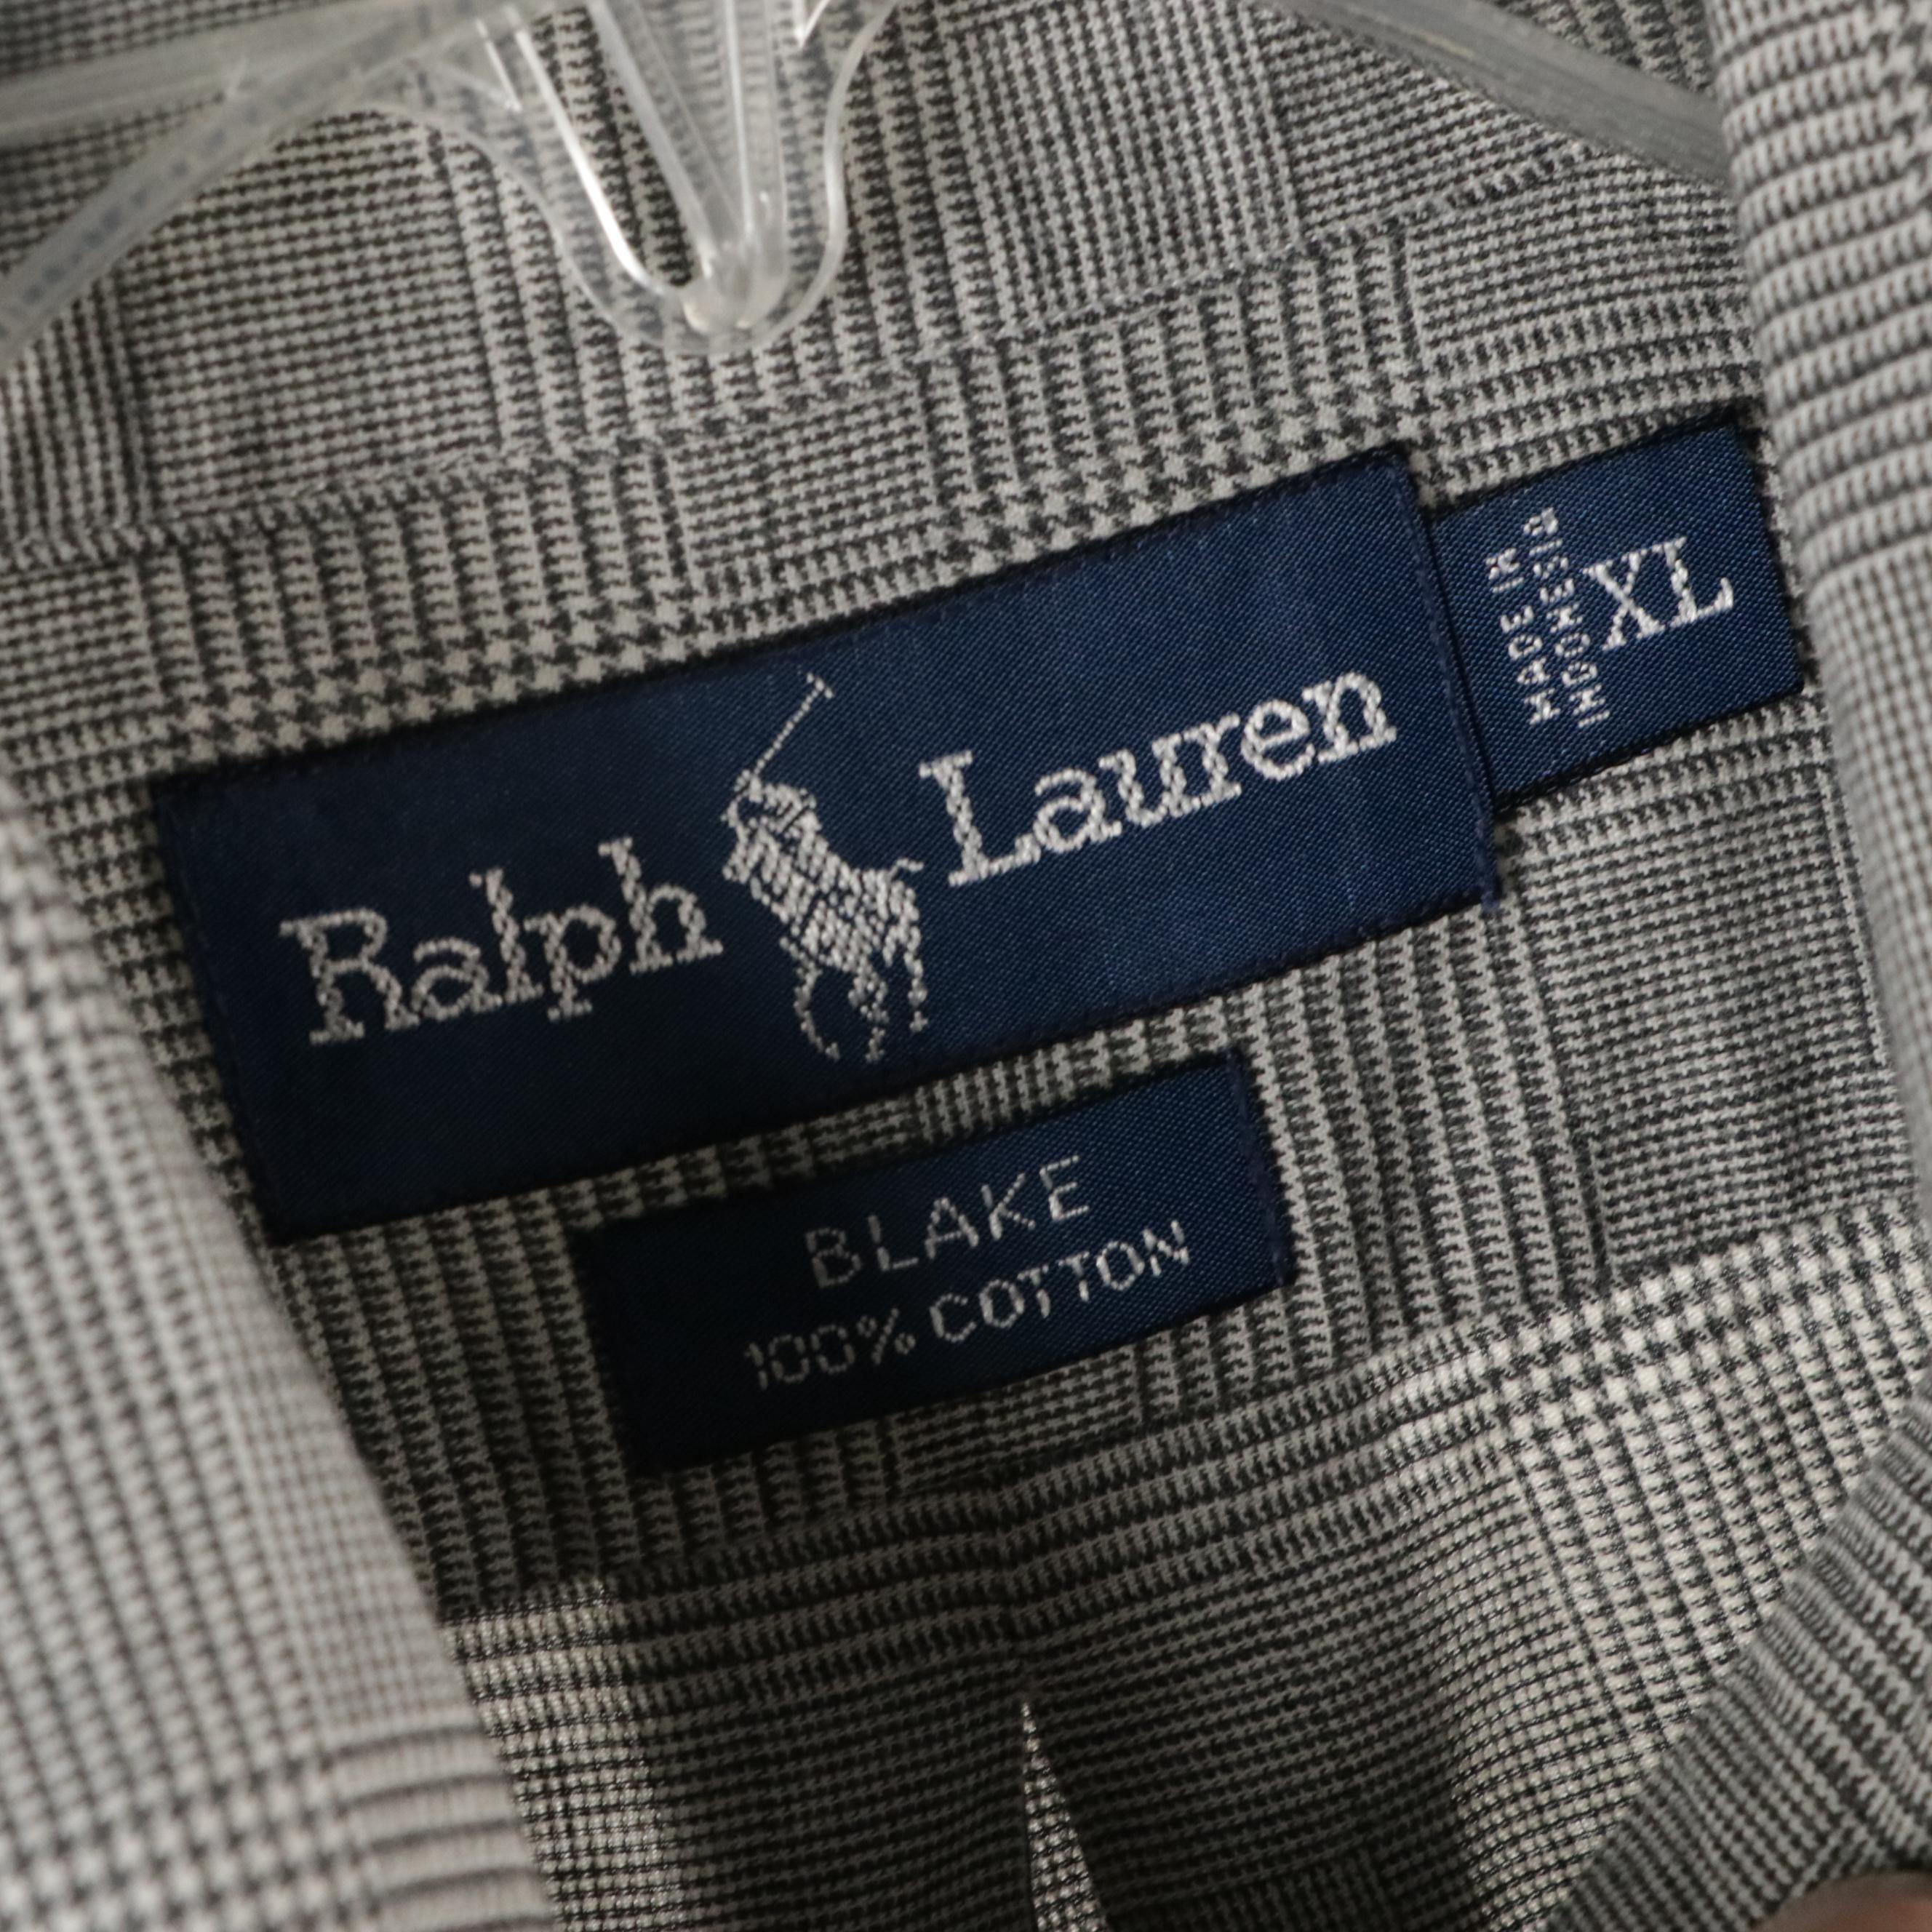 Ralph Lauren
MADE IN
INDONESIA
XL
BLAKE
100% COTTON